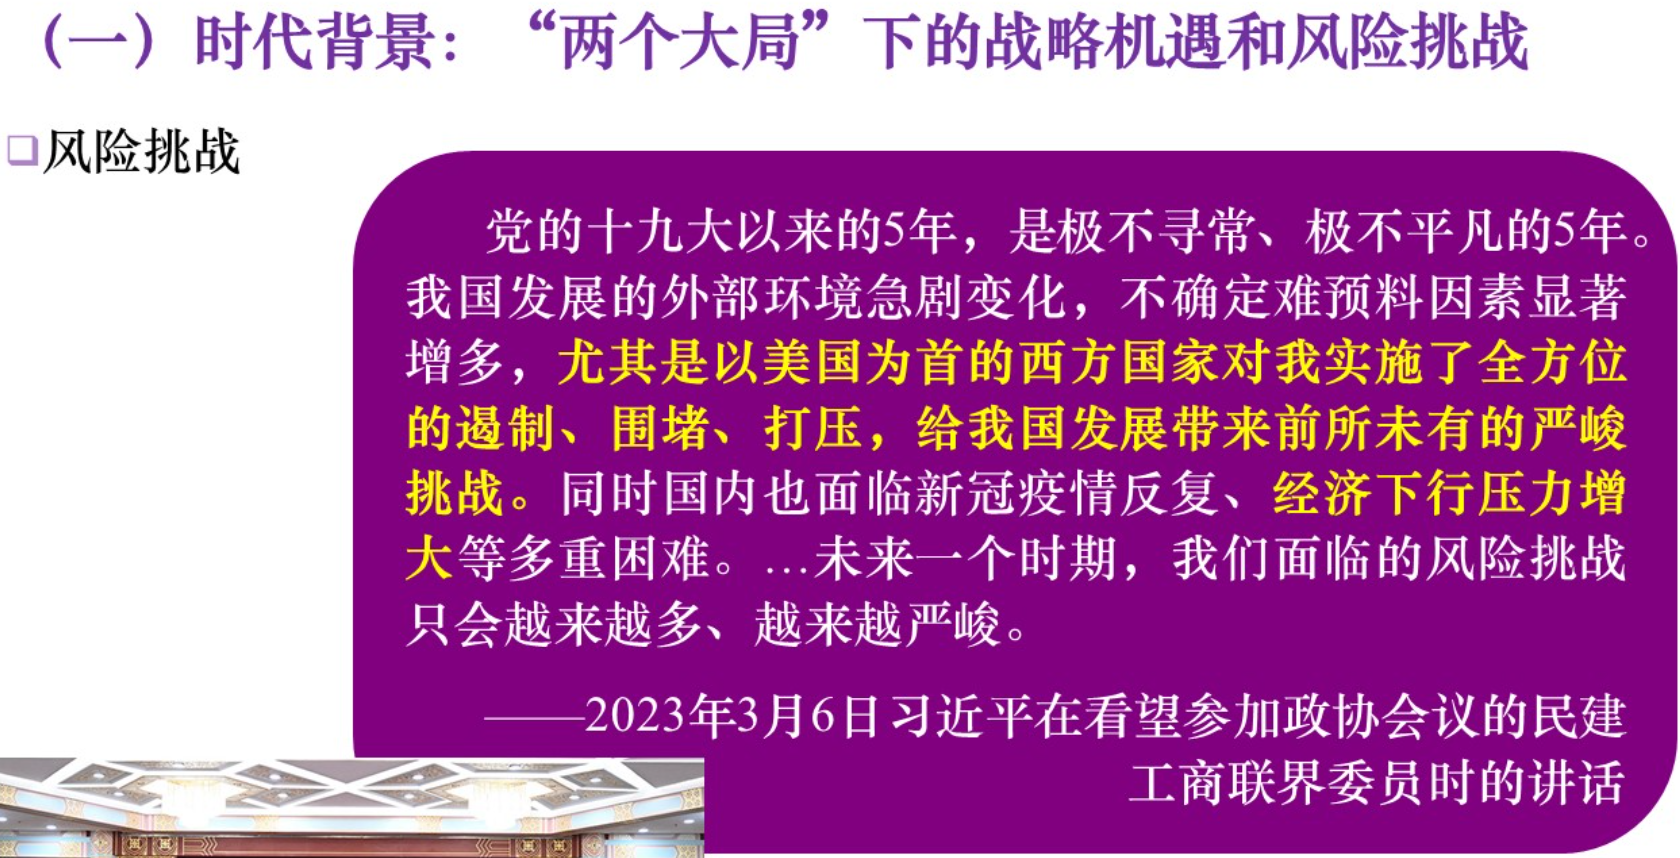 （一）时代背景：“两个大局”下的战略机遇和风险挑战
风险挑战
党的十九大以来的5年，是极不寻常、极不平凡的5年。
我国发展的外部环境急剧变化，不确定难预料因素显著
增多，尤其是以美国为首的西方国家对我实施了全方位
的遏制、围堵、打压，给我国发展带来前所未有的严峻
挑战。同时国内也面临新冠疫情反复、经济下行压力增
大等多重困难。…未来一个时期，我们面临的风险挑战
只会越来越多、越来越严峻。
——2023年3月6日习近平在看望参加政协会议的民建
工商联界委员时的讲话